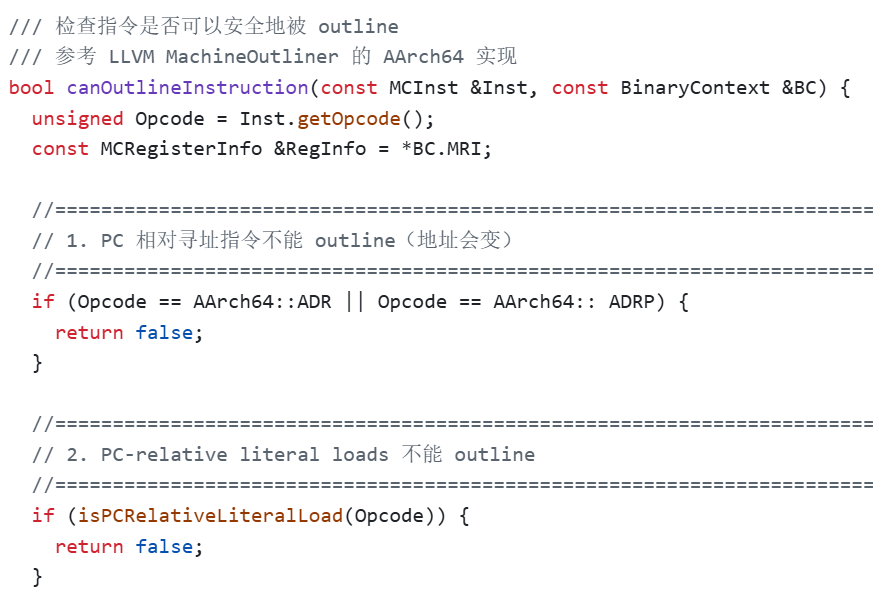 /// 检查指令是否可以安全地被 outline
/// 参考 LLVM MachineOutliner 的 AArch64 实现
bool canOutlineInstruction(const MCInst &Inst, const BinaryContext &BC) {
  unsigned Opcode = Inst.getOpcode();
  const MCRegisterInfo &RegInfo = *BC.MRI;

  //=======================================================================
  // 1. PC 相对寻址指令不能 outline（地址会变）
  //=======================================================================
  if (Opcode == AArch64::ADR || Opcode == AArch64:: ADRP) {
    return false;
  }

  //=======================================================================
  // 2. PC-relative literal loads 不能 outline
  //=======================================================================
  if (isPCRelativeLiteralLoad(Opcode)) {
    return false;
  }